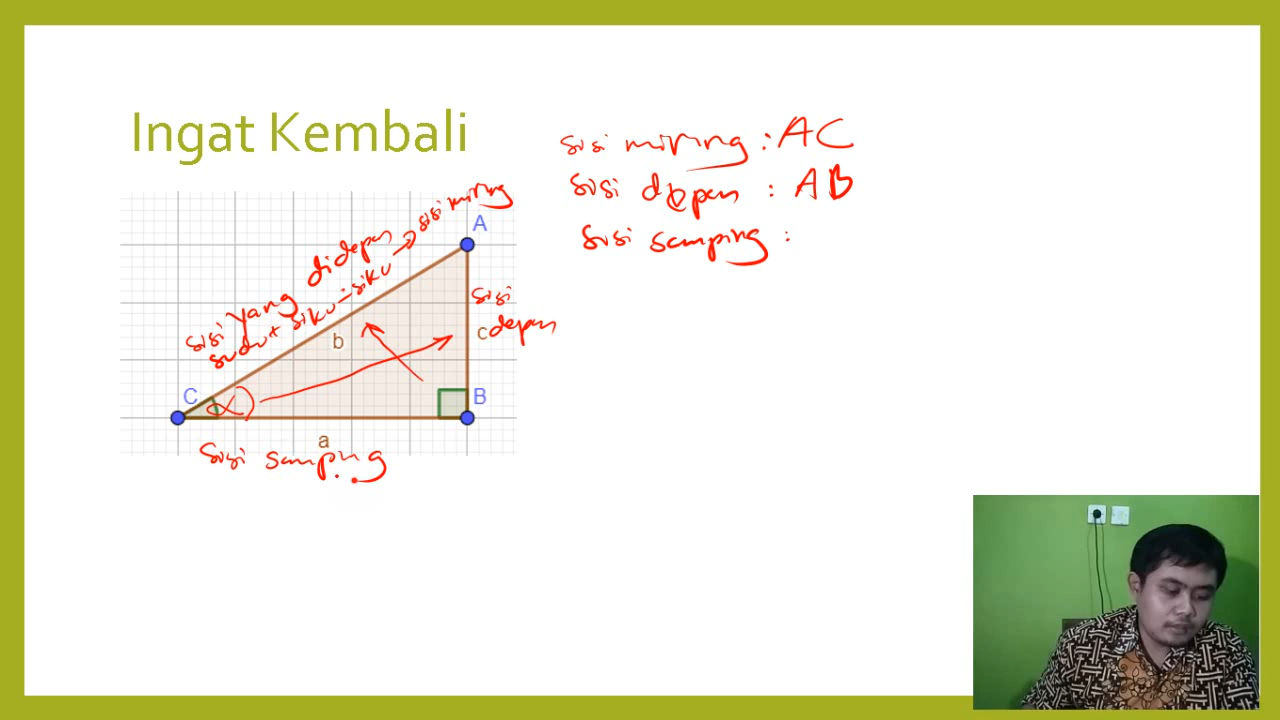 Ingat Kembali
sisi miring : AC
sisi depan : AB
sisi samping :
sisi yang didepan
sudut siku-siku → sisi miring
A
sisi
depan
c
b
C
α
B
a
sisi samping